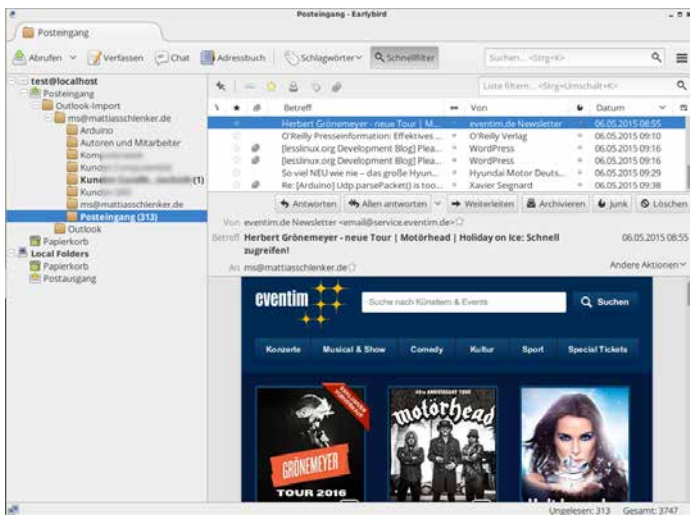 Posteingang - Earlybird
Posteingang
Abrufen Verfassen Chat Adressbuch Schlagwörter Schnellfilter Suchen... <Strg+K>
test@localhost
Posteingang
Outlook-Import
ms@mattiasschlenker.de
Arduino
Autoren und Mitarbeiter
(1)
ms@mattiasschlenker.de
Posteingang (313)
Outlook
Papierkorb
Local Folders
Papierkorb
Postausgang
Liste filtern... <Strg+Umschalt+K>
Betreff Von Datum
Herbert Grönemeyer - neue Tour | M... eventim.de Newsletter 06.05.2015 08:55
O'Reilly Presseinformation: Effektives ... O'Reilly Verlag 06.05.2015 09:10
[lesslinux.org Development Blog] Plea... WordPress 06.05.2015 09:16
[lesslinux.org Development Blog] Plea... WordPress 06.05.2015 09:16
So viel NEU wie nie – das große Hyun... Hyundai Motor Deuts... 06.05.2015 09:29
Re: [Arduino] Udp.parsePacket() is too... Xavier Segnard 06.05.2015 09:38
Antworten Allen antworten Weiterleiten Archivieren Junk Löschen
Von eventim.de Newsletter <email@service.eventim.de>
Betreff Herbert Grönemeyer - neue Tour | Motörhead | Holiday on Ice: Schnell 06.05.2015 08:55
zugreifen!
An ms@mattiasschlenker.de Andere Aktionen
eventim Suche nach Künstlern & Events Suchen
Konzerte Musical & Show Comedy Kultur Sport Special Tickets
motörhead
GRÖNEMEYER
TOUR 2016
Ungelesen: 313 Gesamt: 3747